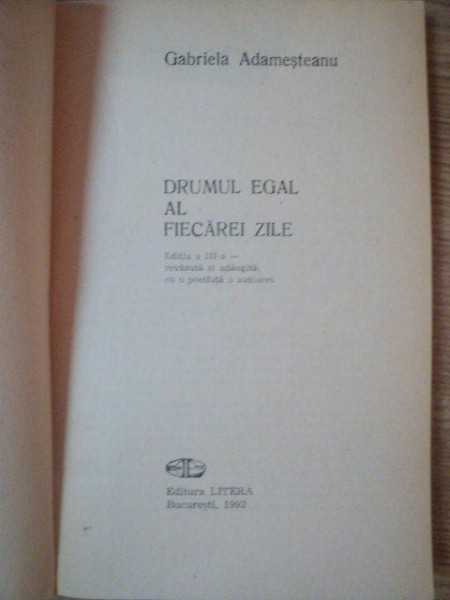 Gabriela Adameşteanu
DRUMUL EGAL
AL
FIECĂREI ZILE
Ediţia a III-a —
revăzută şi adăugită,
cu o postfaţă a autoarei
Editura LITERA
Bucureşti, 1992